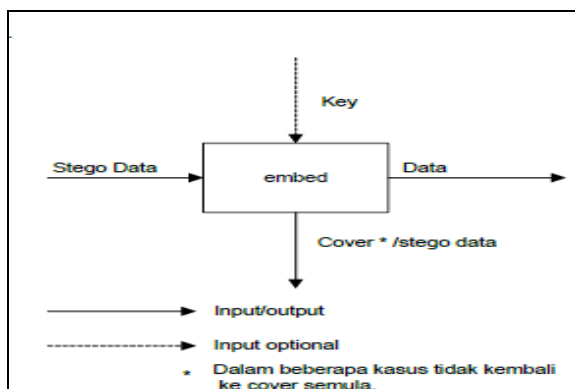 Key
Stego Data
embed
Data
Cover * /stego data
Input/output
Input optional
* Dalam beberapa kasus tidak kembali
ke cover semula.